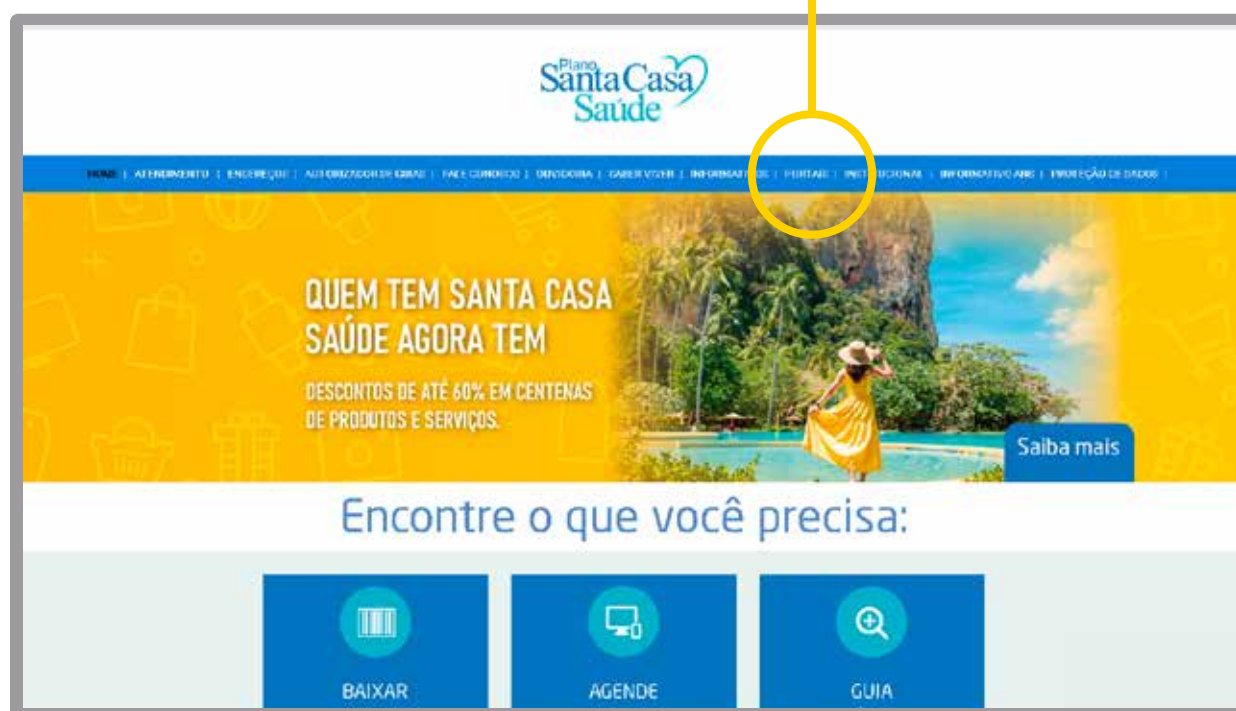 Plano
Santa Casa
Saúde
HOME | ATENDIMENTO | ENDEREÇOS | AUTORIZADOR DE GUIAS | FALE CONOSCO | OUVIDORIA | SABER VIVER | INFORMATIVOS | PORTAIS | INSTITUCIONAL | INFORMATIVO ANS | PROTEÇÃO DE DADOS |
QUEM TEM SANTA CASA
SAÚDE AGORA TEM
DESCONTOS DE ATÉ 60% EM CENTENAS
DE PRODUTOS E SERVIÇOS.
Saiba mais
Encontre o que você precisa:
BAIXAR
AGENDE
GUIA